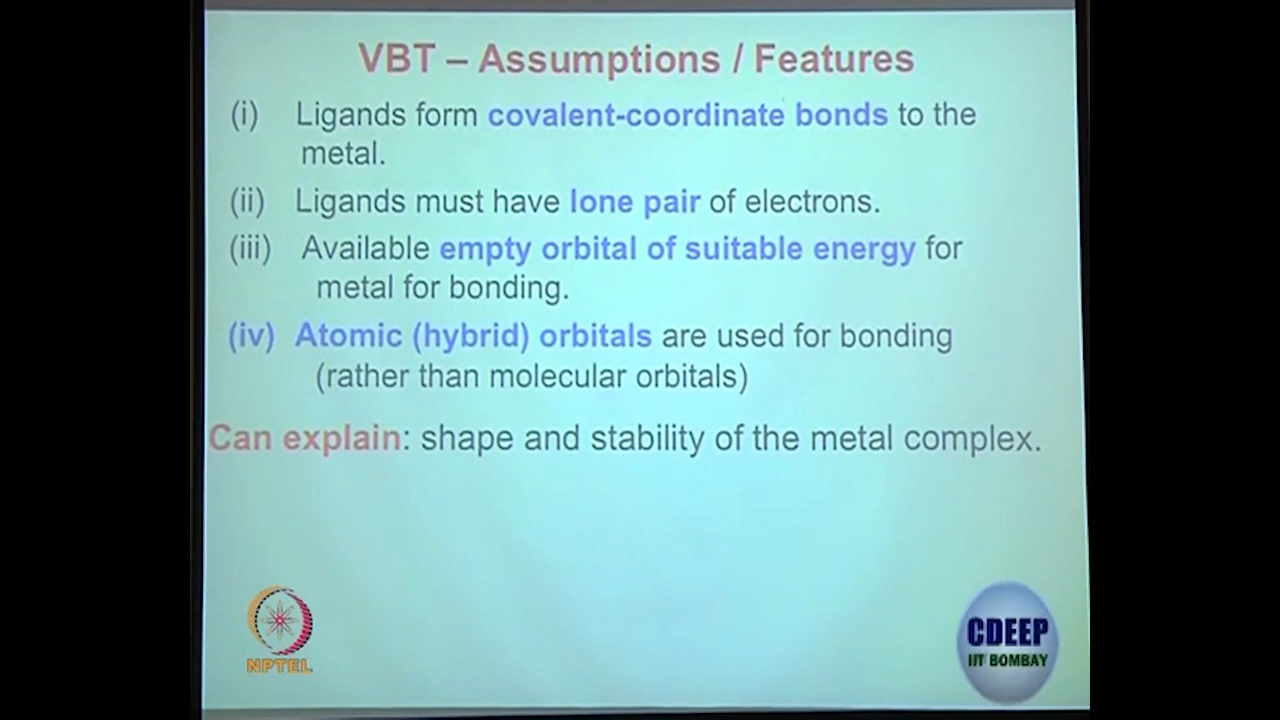 VBT – Assumptions / Features
(i) Ligands form covalent-coordinate bonds to the
metal.
(ii) Ligands must have lone pair of electrons.
(iii) Available empty orbital of suitable energy for
metal for bonding.
(iv) Atomic (hybrid) orbitals are used for bonding
(rather than molecular orbitals)
Can explain: shape and stability of the metal complex.
NPTEL
CDEEP
IIT BOMBAY